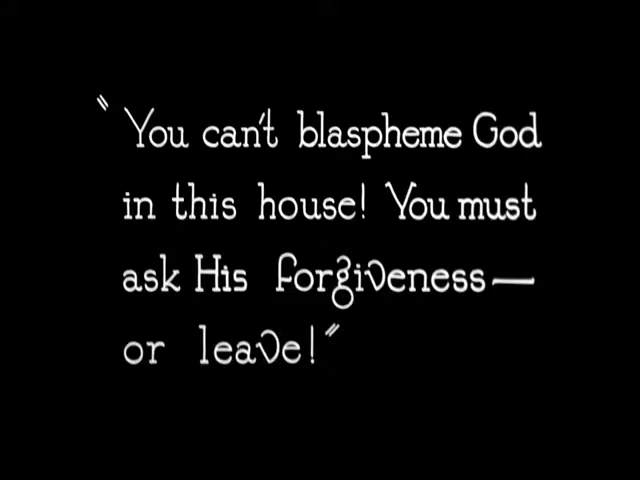 "You can't blaspheme God
in this house! You must
ask His forgiveness—
or leave!"